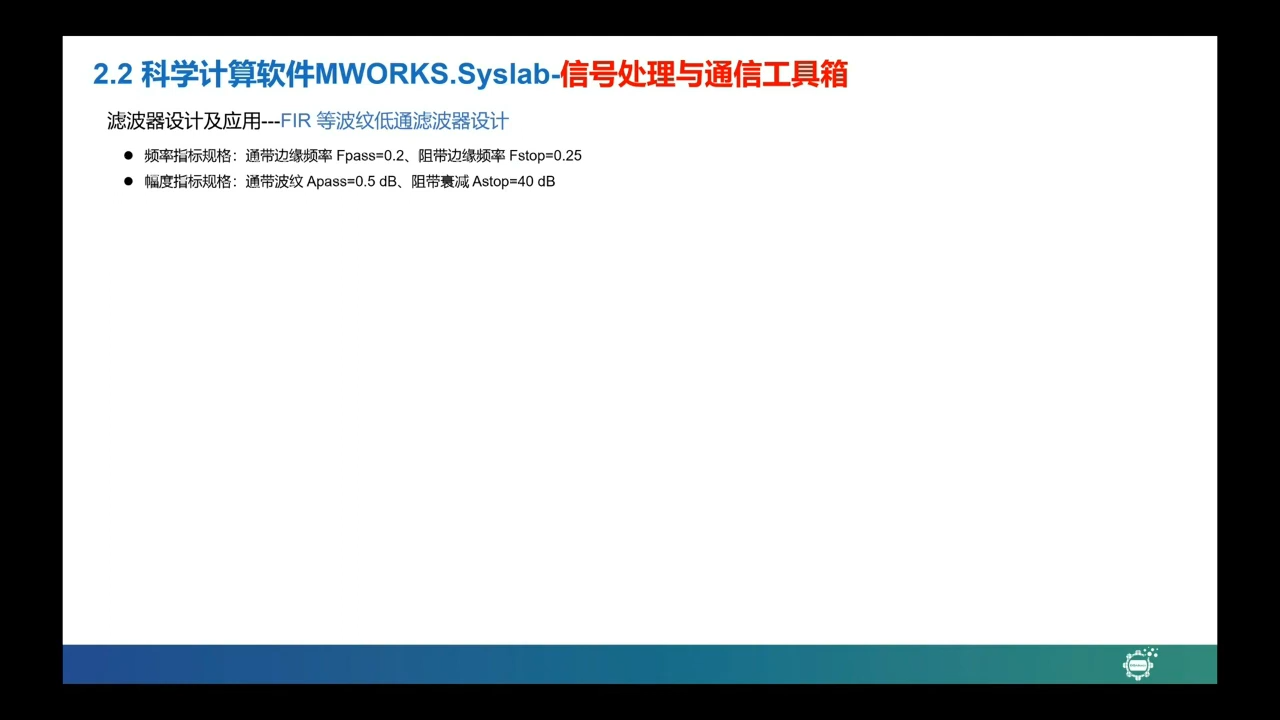 2.2 科学计算软件MWORKS.Syslab-信号处理与通信工具箱
滤波器设计及应用---FIR 等波纹低通滤波器设计
● 频率指标规格：通带边缘频率 Fpass=0.2、阻带边缘频率 Fstop=0.25
● 幅度指标规格：通带波纹 Apass=0.5 dB、阻带衰减 Astop=40 dB